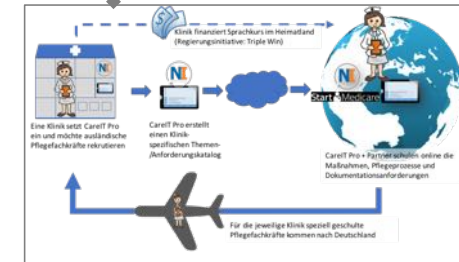 Klinik finanziert Sprachkurs im Heimatland
(Regierungsinitiative: Triple Win)
NI
NI
Start Medicare
Eine Klinik setzt CareIT Pro
ein und möchte ausländische
Pflegefachkräfte rekrutieren
CareIT Pro erstellt
einen Klinik-
spezifischen Themen-
/Anforderungskatalog
CareIT Pro + Partner schulen online die
Maßnahmen, Pflegeprozesse und
Dokumentationsanforderungen
Für die jeweilige Klinik speziell geschulte
Pflegefachkräfte kommen nach Deutschland